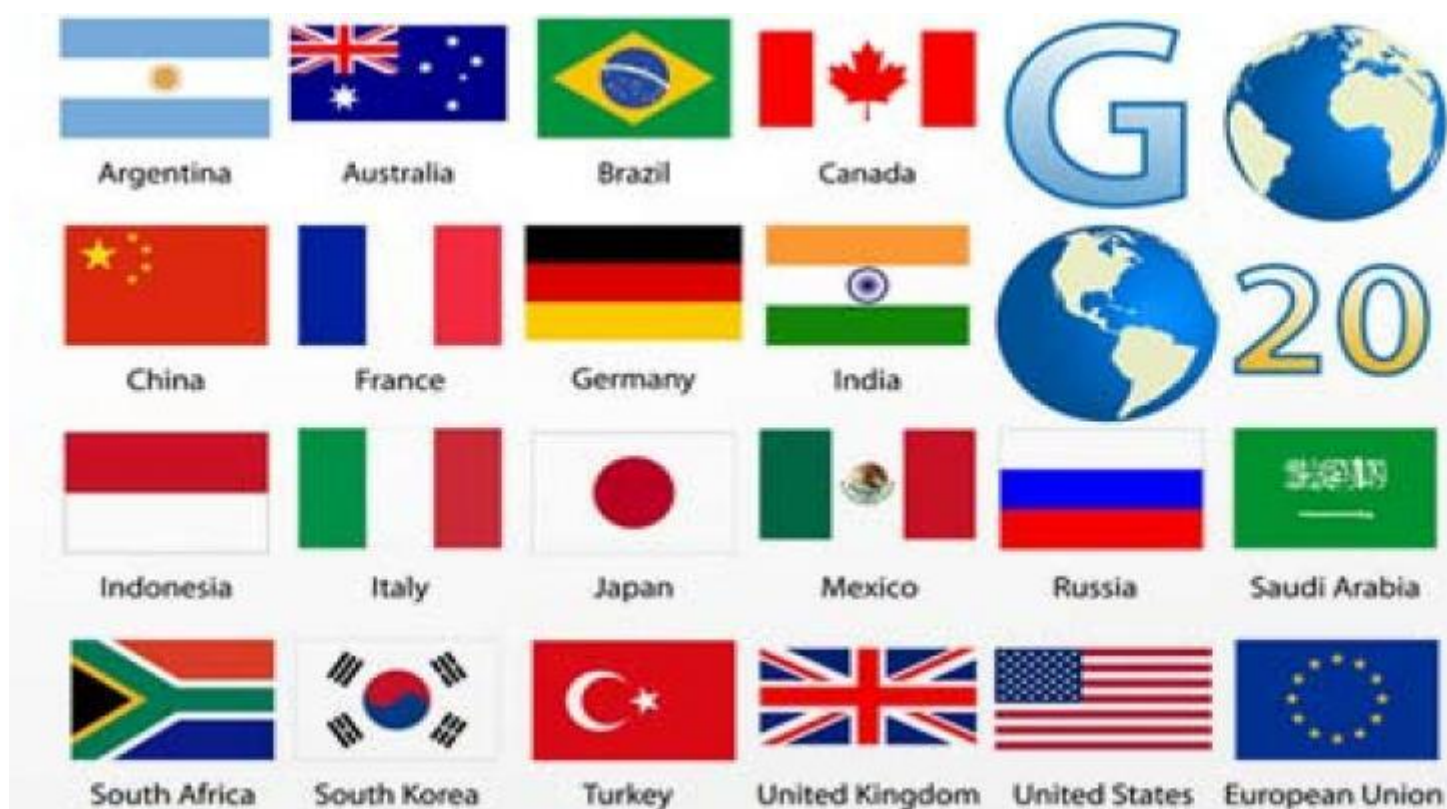 G
Argentina Australia Brazil Canada
20
China France Germany India
Indonesia Italy Japan Mexico Russia Saudi Arabia
South Africa South Korea Turkey United Kingdom United States European Union